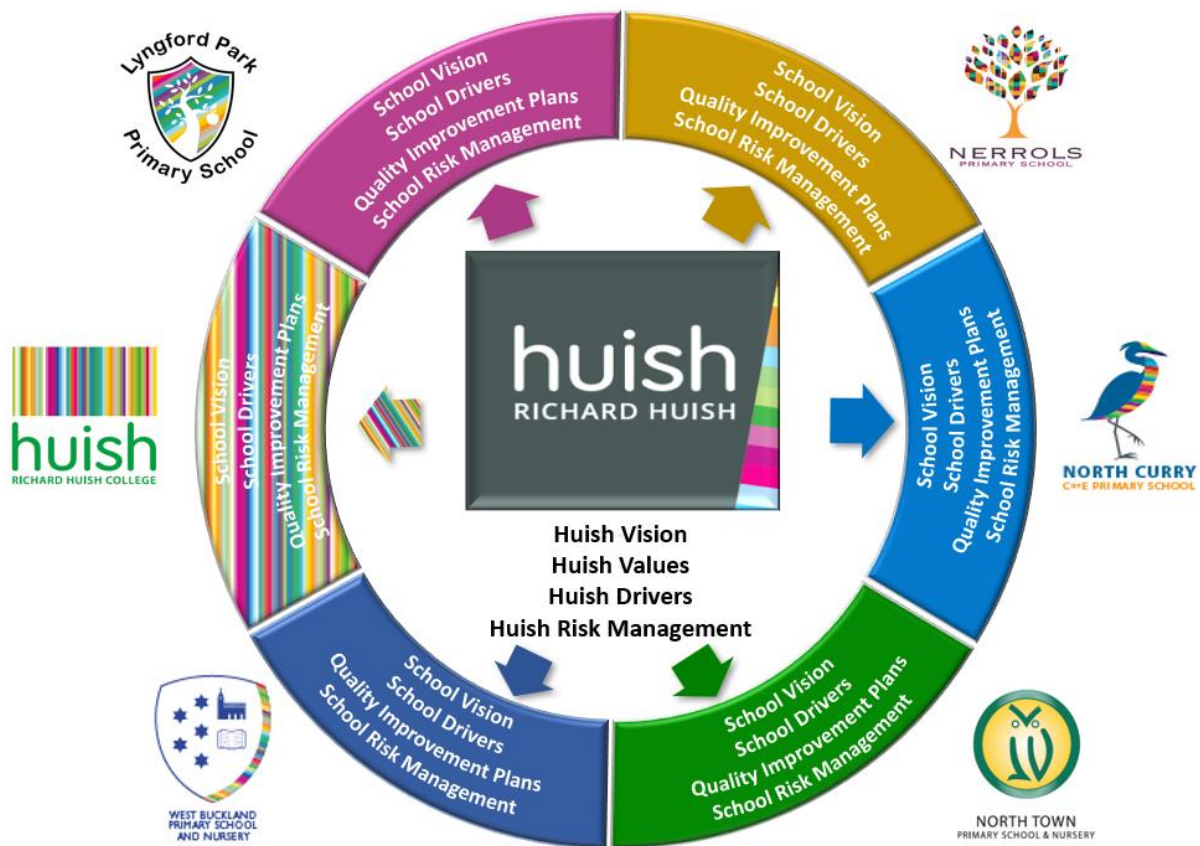 Lyngford Park
Primary School
School Vision
School Drivers
Quality Improvement Plans
School Risk Management
School Vision
School Drivers
Quality Improvement Plans
School Risk Management
NERROLS
PRIMARY SCHOOL
huish
RICHARD HUISH COLLEGE
School Vision
School Drivers
Quality Improvement Plans
School Risk Management
huish
RICHARD HUISH
School Vision
School Drivers
Quality Improvement Plans
School Risk Management
NORTH CURRY
CofE PRIMARY SCHOOL
Huish Vision
Huish Values
Huish Drivers
Huish Risk Management
WEST BUCKLAND
PRIMARY SCHOOL
AND NURSERY
School Vision
School Drivers
Quality Improvement Plans
School Risk Management
School Vision
School Drivers
Quality Improvement Plans
School Risk Management
NORTH TOWN
PRIMARY SCHOOL & NURSERY